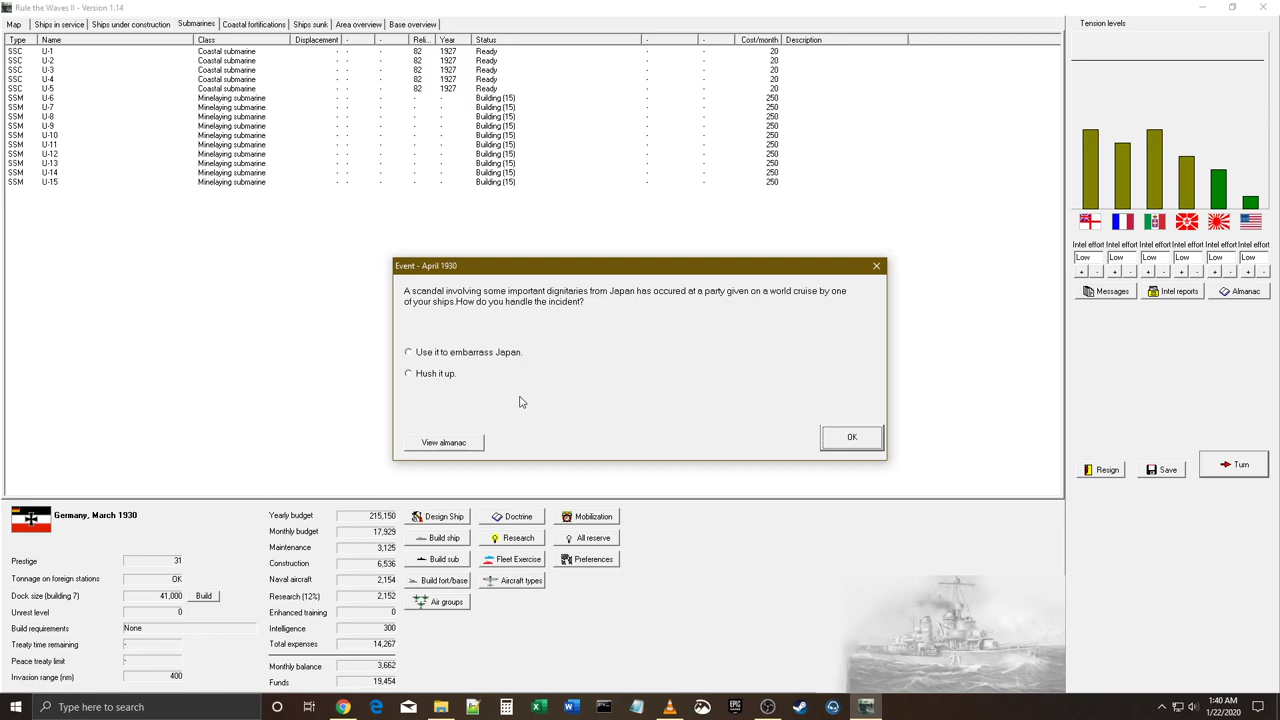 Rule the Waves II - Version 1.14
Map Ships in service Ships under construction Submarines Coastal fortifications Ships sunk Area overview Base overview
Type Name Class Displacement - - Reli... Year Status - - Cost/month Description
SSC U-1 Coastal submarine - - - 82 1927 Ready - - 20
SSC U-2 Coastal submarine - - - 82 1927 Ready - - 20
SSC U-3 Coastal submarine - - - 82 1927 Ready - - 20
SSC U-4 Coastal submarine - - - 82 1927 Ready - - 20
SSC U-5 Coastal submarine - - - 82 1927 Ready - - 20
SSM U-6 Minelaying submarine - - - - - Building (15) - - 250
SSM U-7 Minelaying submarine - - - - - Building (15) - - 250
SSM U-8 Minelaying submarine - - - - - Building (15) - - 250
SSM U-9 Minelaying submarine - - - - - Building (15) - - 250
SSM U-10 Minelaying submarine - - - - - Building (15) - - 250
SSM U-11 Minelaying submarine - - - - - Building (15) - - 250
SSM U-12 Minelaying submarine - - - - - Building (15) - - 250
SSM U-13 Minelaying submarine - - - - - Building (15) - - 250
SSM U-14 Minelaying submarine - - - - - Building (15) - - 250
SSM U-15 Minelaying submarine - - - - - Building (15) - - 250
Tension levels
Intel effort Intel effort Intel effort Intel effort Intel effort Intel effort
Low Low Low Low Low Low
+ - + - + - + - + - + -
Messages Intel reports Almanac
Event - April 1930
A scandal involving some important dignitaries from Japan has occured at a party given on a world cruise by one
of your ships.How do you handle the incident?
Use it to embarrass Japan.
Hush it up.
View almanac OK
Resign Save Turn
Germany, March 1930
Prestige 31
Tonnage on foreign stations OK
Dock size (building 7) 41,000 Build
Unrest level 0
Build requirements None
Treaty time remaining -
Peace treaty limit -
Invasion range (nm) 400
Yearly budget 215,150
Monthly budget 17,929
Maintenance 3,125
Construction 6,536
Naval aircraft 2,154
Research (12%) 2,152
Enhanced training 0
Intelligence 300
Total expenses 14,267
Monthly balance 3,662
Funds 19,454
Design Ship Doctrine Mobilization
Build ship Research All reserve
Build sub Fleet Exercise Preferences
Build fort/base Aircraft types
Air groups
Type here to search
1:40 AM
1/22/2020